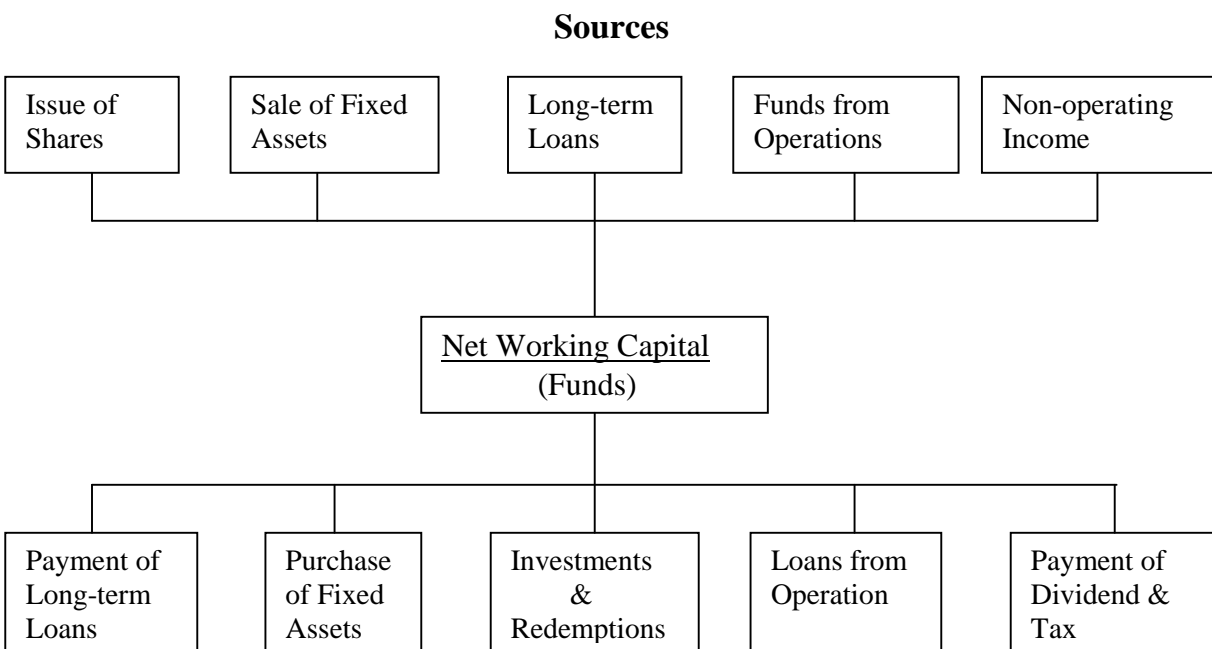 Sources
Issue of
Shares
Sale of Fixed
Assets
Long-term
Loans
Funds from
Operations
Non-operating
Income
Net Working Capital
(Funds)
Payment of
Long-term
Loans
Purchase
of Fixed
Assets
Investments
&
Redemptions
Loans from
Operation
Payment of
Dividend &
Tax